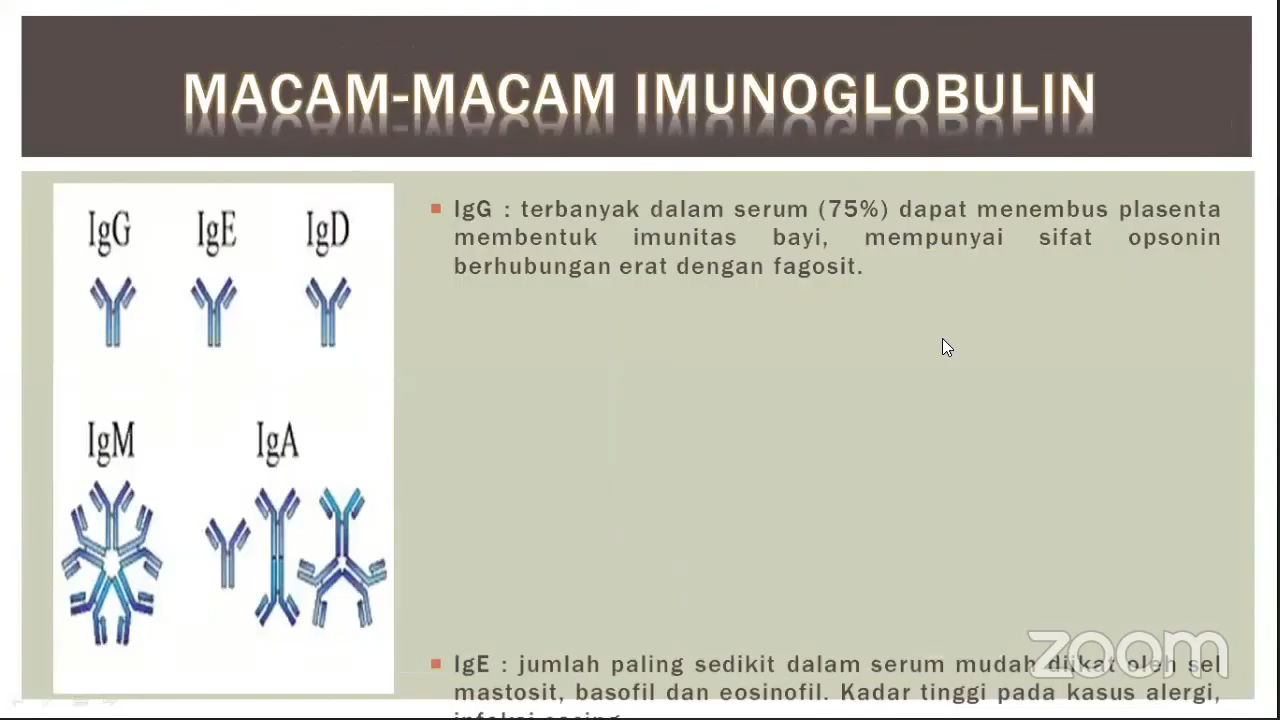 MACAM-MACAM IMUNOGLOBULIN
IgG IgE IgD
IgM IgA
IgG : terbanyak dalam serum (75%) dapat menembus plasenta
membentuk imunitas bayi, mempunyai sifat opsonin
berhubungan erat dengan fagosit.
IgE : jumlah paling sedikit dalam serum mudah diikat oleh sel
mastosit, basofil dan eosinofil. Kadar tinggi pada kasus alergi,
zoom